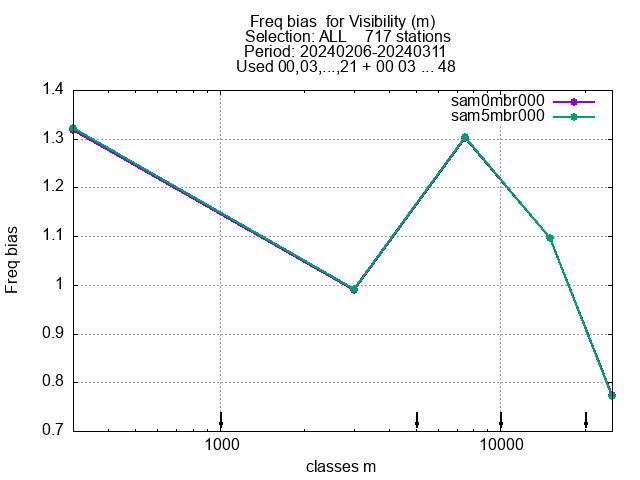 Freq bias  for Visibility (m)
Selection: ALL    717 stations
Period: 20240206-20240311
Used 00,03,...,21 + 00 03 ... 48
sam0mbr000
sam5mbr000
1.4
1.3
1.2
1.1
1
0.9
0.8
0.7
Freq bias
1000
10000
classes m